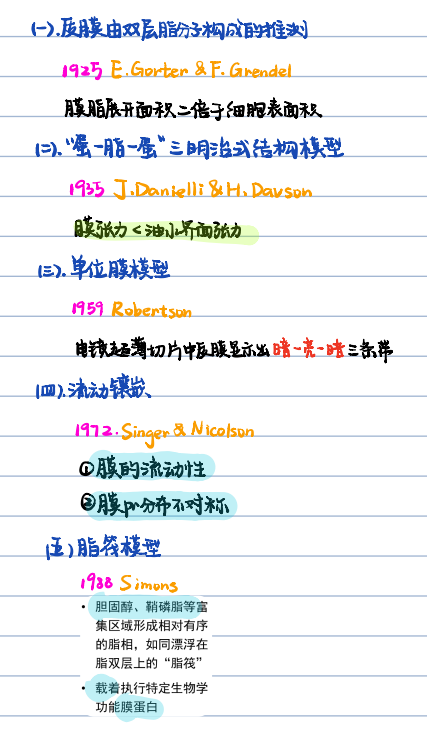 (一).质膜由双层脂分子构成的推测
1925 E.Gorter & F.Grendel
膜脂展开面积二倍于细胞表面积
(二)."蛋-脂-蛋"三明治式结构模型
1935 J.Danielli & H.Davson
膜张力<油水界面张力
(三).单位膜模型
1959 Robertson
电镜超薄切片中质膜显示出暗-亮-暗三条带
(四).流动镶嵌
1972.Singer & Nicolson
①膜的流动性
②膜pr分布不对称
(五)脂筏模型
1988 Simons
• 胆固醇、鞘磷脂等富
集区域形成相对有序
的脂相，如同漂浮在
脂双层上的“脂筏”
• 载着执行特定生物学
功能膜蛋白